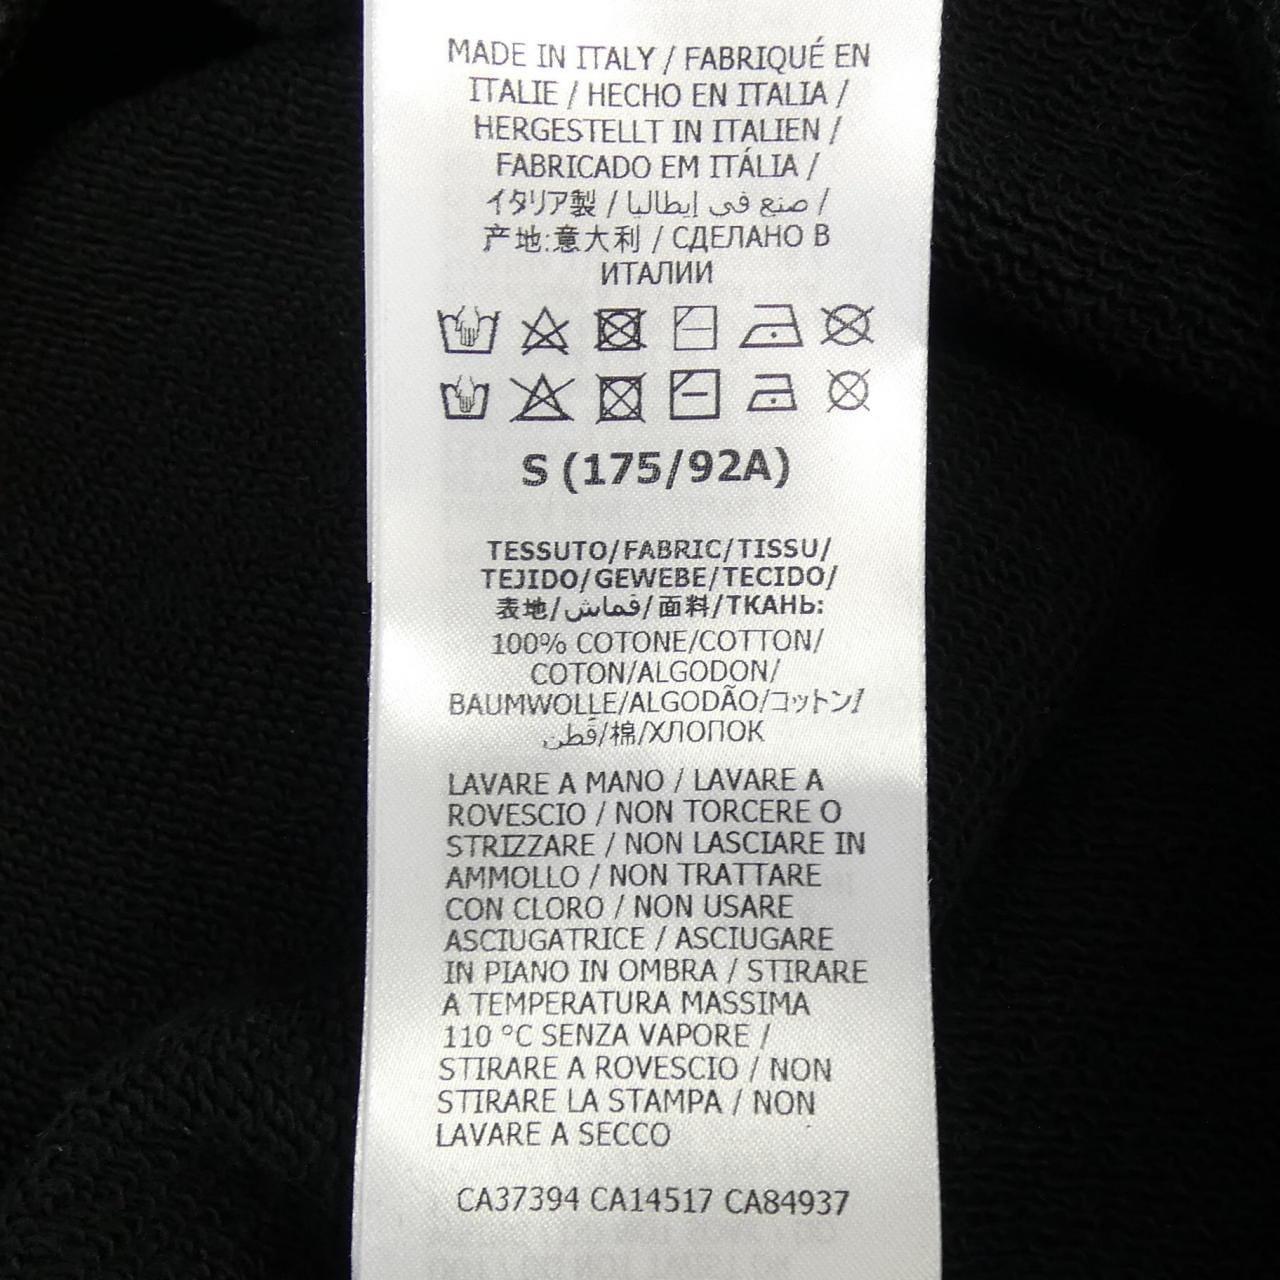 MADE IN ITALY / FABRIQUÉ EN
ITALIE / HECHO EN ITALIA /
HERGESTELLT IN ITALIEN /
FABRICADO EM ITÁLIA /
イタリア製 / صنع في إيطاليا /
产地:意大利 / СДЕЛАНО В
ИТАЛИИ
S (175/92A)
TESSUTO/FABRIC/TISSU/
TEJIDO/GEWEBE/TECIDO/
表地/قماش/面料/ТКАНЬ:
100% COTONE/COTTON/
COTON/ALGODON/
BAUMWOLLE/ALGODÃO/コットン/
قطن/棉/ХЛОПОК
LAVARE A MANO / LAVARE A
ROVESCIO / NON TORCERE O
STRIZZARE / NON LASCIARE IN
AMMOLLO / NON TRATTARE
CON CLORO / NON USARE
ASCIUGATRICE / ASCIUGARE
IN PIANO IN OMBRA / STIRARE
A TEMPERATURA MASSIMA
110 °C SENZA VAPORE /
STIRARE A ROVESCIO / NON
STIRARE LA STAMPA / NON
LAVARE A SECCO
CA37394 CA14517 CA84937